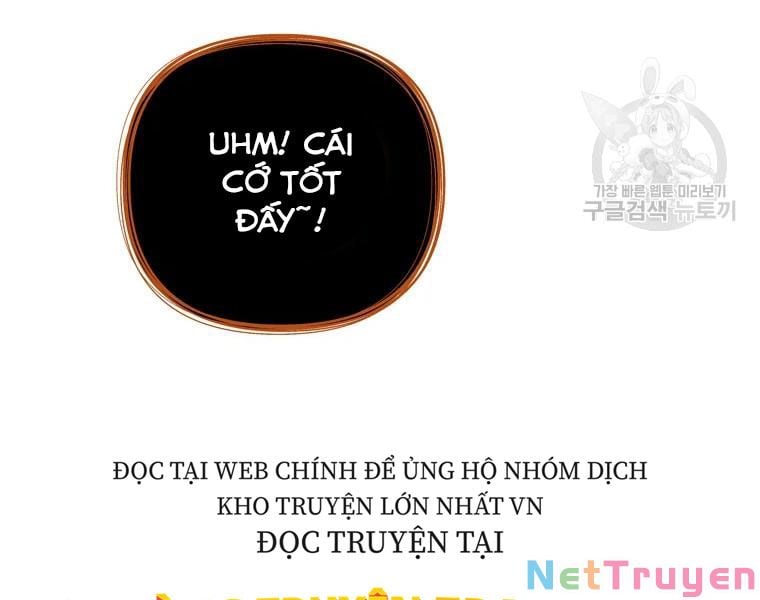 UHM! CÁI
CỚ TỐT
ĐẤY~!
가장 빠른 웹툰 미리보기
구글검색 뉴토끼
ĐỌC TẠI WEB CHÍNH ĐỂ ỦNG HỘ NHÓM DỊCH
KHO TRUYỆN LỚN NHẤT VN
ĐỌC TRUYỆN TẠI
NetTruyen